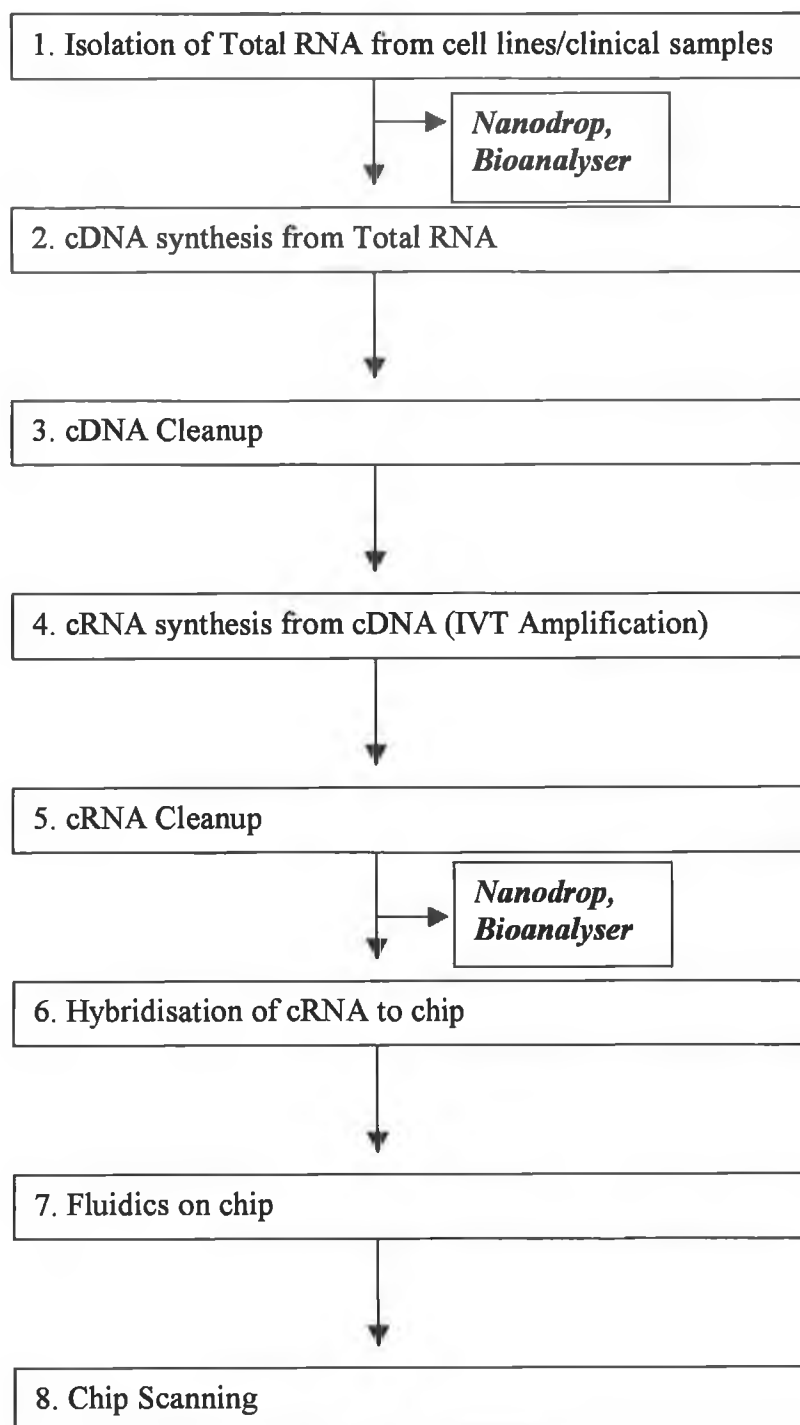 1. Isolation of Total RNA from cell lines/clinical samples
Nanodrop,
Bioanalyser
2. cDNA synthesis from Total RNA
3. cDNA Cleanup
4. cRNA synthesis from cDNA (IVT Amplification)
5. cRNA Cleanup
Nanodrop,
Bioanalyser
6. Hybridisation of cRNA to chip
7. Fluidics on chip
8. Chip Scanning